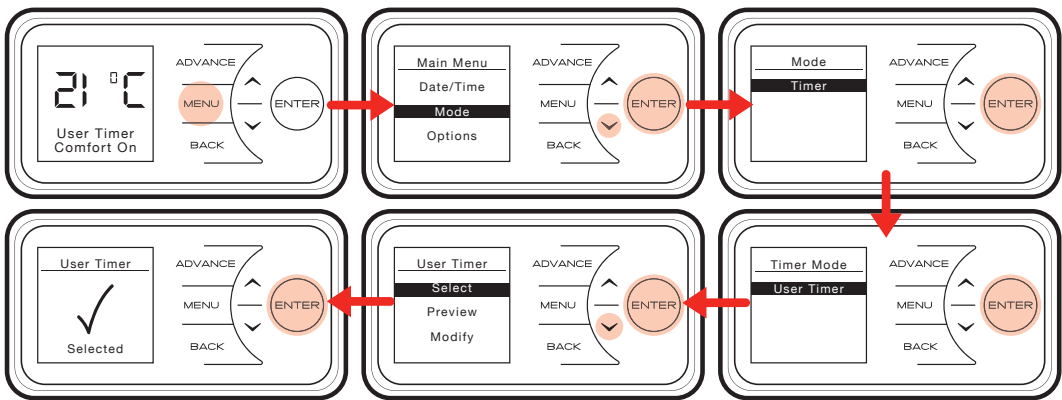 21 °C
User Timer
Comfort On
ADVANCE
MENU
BACK
ENTER
Main Menu
Date/Time
Mode
Options
ADVANCE
MENU
BACK
ENTER
Mode
Timer
ADVANCE
MENU
BACK
ENTER
User Timer
Selected
ADVANCE
MENU
BACK
ENTER
User Timer
Select
Preview
Modify
ADVANCE
MENU
BACK
ENTER
Timer Mode
User Timer
ADVANCE
MENU
BACK
ENTER